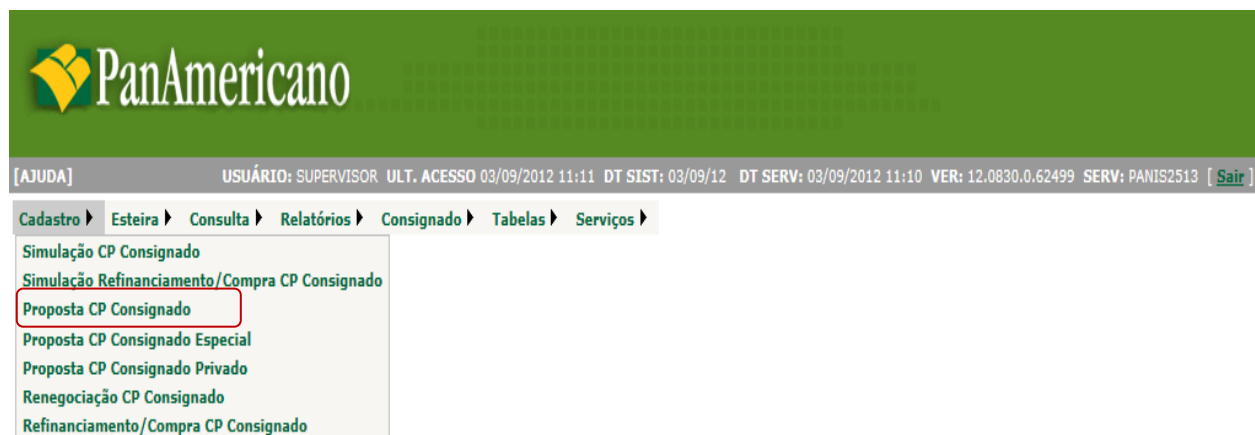 PanAmericano
[AJUDA] USUÁRIO: SUPERVISOR ULT. ACESSO 03/09/2012 11:11 DT SIST: 03/09/12 DT SERV: 03/09/2012 11:10 VER: 12.0830.0.62499 SERV: PANIS2513 [ Sair ]
Cadastro Esteira Consulta Relatórios Consignado Tabelas Serviços
Simulação CP Consignado
Simulação Refinanciamento/Compra CP Consignado
Proposta CP Consignado
Proposta CP Consignado Especial
Proposta CP Consignado Privado
Renegociação CP Consignado
Refinanciamento/Compra CP Consignado